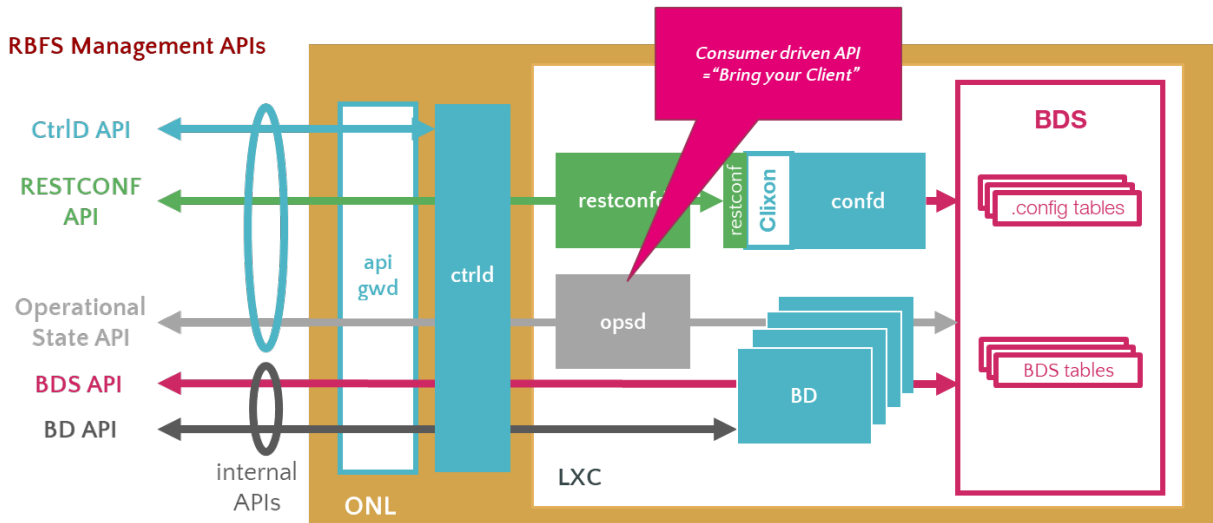 RBFS Management APIs
Consumer driven API
="Bring your Client"
CtrlD API
RESTCONF
API
Operational
State API
BDS API
BD API
internal
APIs
api
gwd
ctrld
ONL
restconfd
restconf
Clixon
confd
opsd
BD
LXC
BDS
.config tables
BDS tables